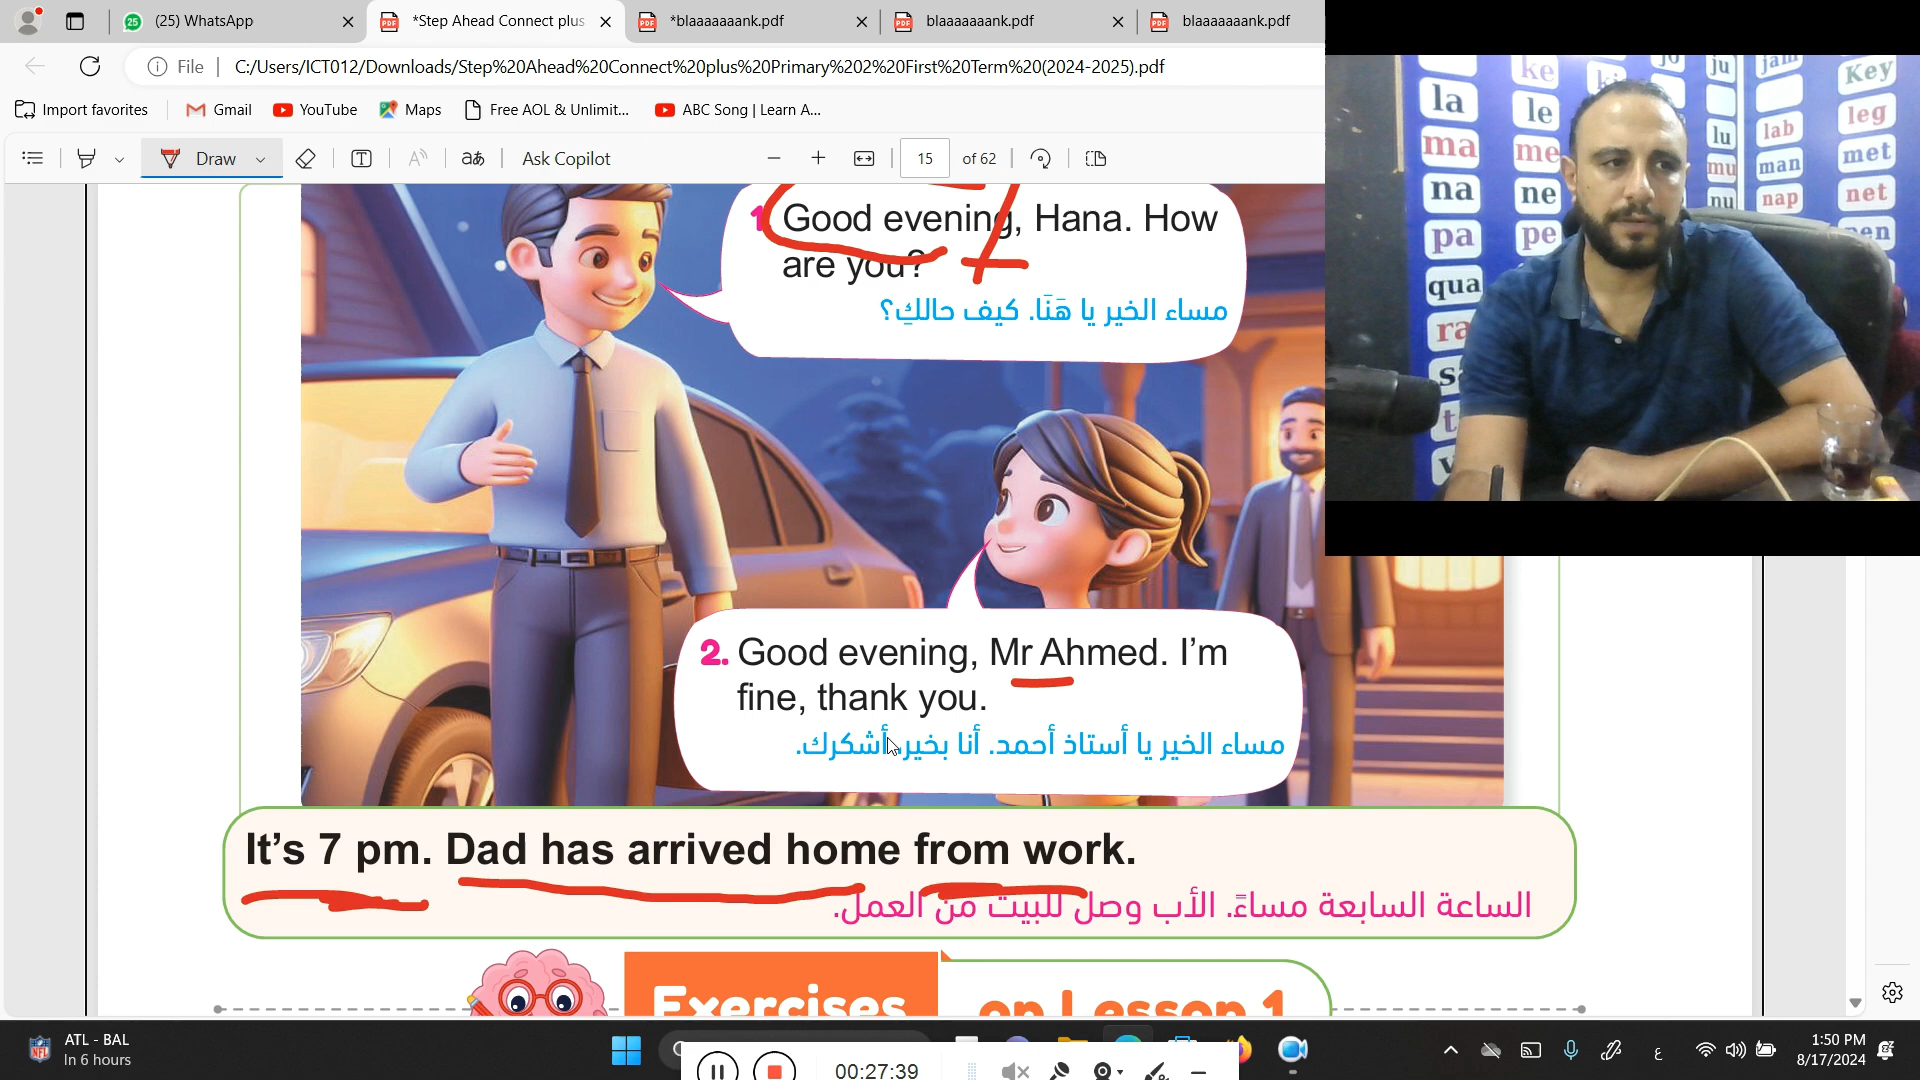 (25) WhatsApp
*Step Ahead Connect plus
*blaaaaaaank.pdf
blaaaaaaank.pdf
blaaaaaaank.pdf
File
C:/Users/ICT012/Downloads/Step%20Ahead%20Connect%20plus%20Primary%202%20First%20Term%20(2024-2025).pdf
Import favorites
Gmail
YouTube
Maps
Free AOL & Unlimit...
ABC Song | Learn A...
Draw
Ask Copilot
15 of 62
Good evening, Hana. How
are you?
مساء الخير يا هَنَا. كيف حالكِ؟
2. Good evening, Mr Ahmed. I'm
fine, thank you.
مساء الخير يا أستاذ أحمد. أنا بخير أشكرك.
It's 7 pm. Dad has arrived home from work.
الساعة السابعة مساءً. الأب وصل للبيت من العمل.
Exercises on Lesson 1
la
ma
na
pa
qua
ke
le
me
ne
pe
ju
lu
mu
nu
jam
lab
man
nap
Key
leg
met
net
ATL - BAL
In 6 hours
00:27:39
ع
1:50 PM
8/17/2024